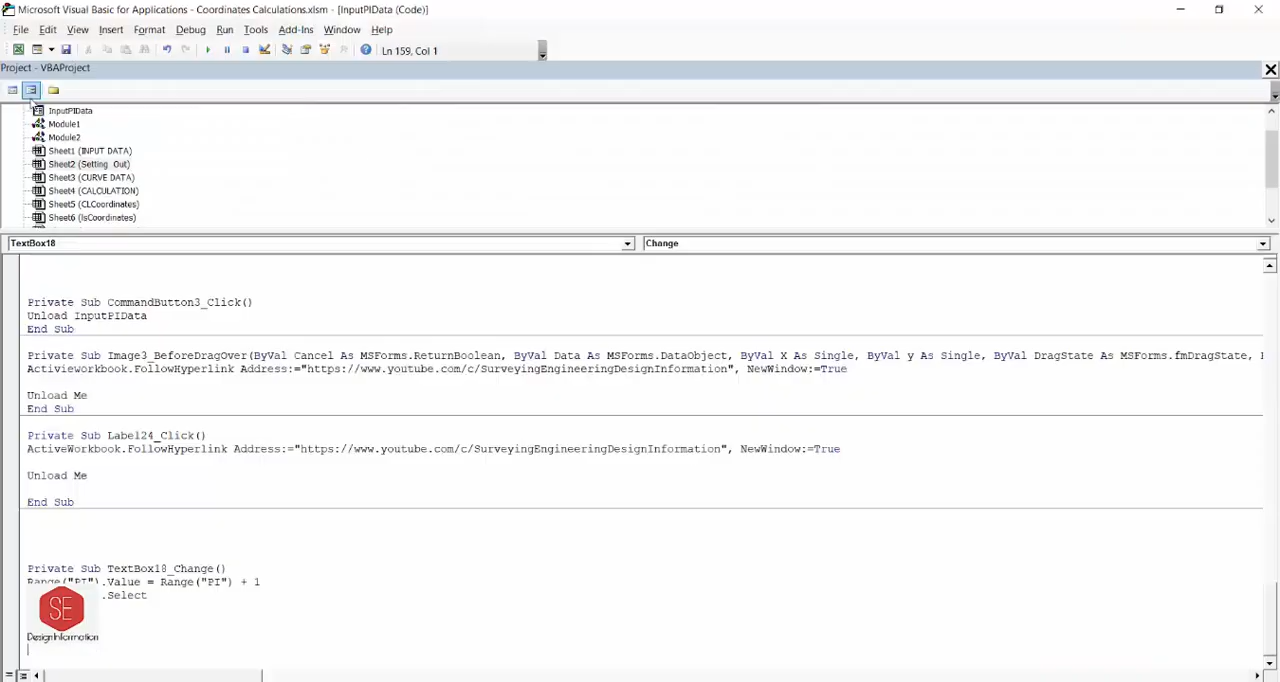 Microsoft Visual Basic for Applications - Coordinates Calculations.xlsm - [InputPIData (Code)]
File Edit View Insert Format Debug Run Tools Add-Ins Window Help
Ln 159, Col 1
Project - VBAProject
InputPIData
Module1
Module2
Sheet1 (INPUT DATA)
Sheet2 (Setting Out)
Sheet3 (CURVE DATA)
Sheet4 (CALCULATION)
Sheet5 (CLCoordinates)
Sheet6 (lsCoordinates)
TextBox18 Change
Private Sub CommandButton3_Click()
Unload InputPIData
End Sub
Private Sub Image3_BeforeDragOver(ByVal Cancel As MSForms.ReturnBoolean, ByVal Data As MSForms.DataObject, ByVal X As Single, ByVal y As Single, ByVal DragState As MSForms.fmDragState,
Activieworkbook.FollowHyperlink Address:="https://www.youtube.com/c/SurveyingEngineeringDesignInformation", NewWindow:=True
Unload Me
End Sub
Private Sub Label24_Click()
ActiveWorkbook.FollowHyperlink Address:="https://www.youtube.com/c/SurveyingEngineeringDesignInformation", NewWindow:=True
Unload Me
End Sub
Private Sub TextBox18_Change()
Range("PI").Value = Range("PI") + 1
.Select
SE
DesignInformation